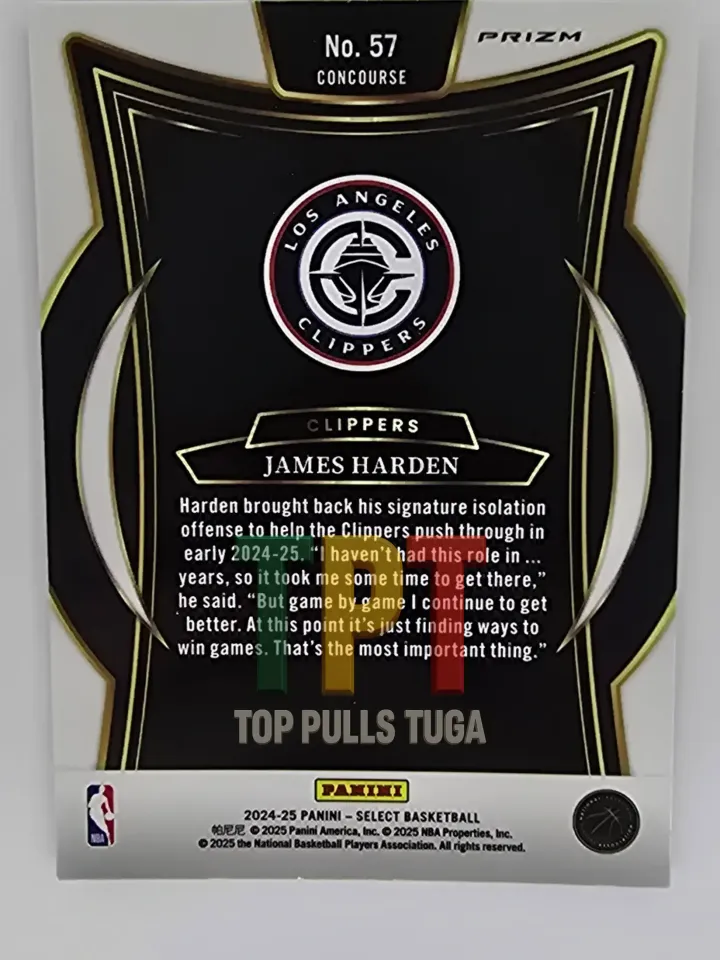 No. 57
CONCOURSE
PRIZM
LOS ANGELES
CLIPPERS
CLIPPERS
JAMES HARDEN
Harden brought back his signature isolation
offense to help the Clippers push through in
early 2024-25. “I haven’t had this role in ...
years, so it took me some time to get there,”
he said. “But game by game I continue to get
better. At this point it’s just finding ways to
win games. That’s the most important thing.”
TPT
TOP PULLS TUGA
PANINI
2024-25 PANINI – SELECT BASKETBALL
帕尼尼 © 2025 Panini America, Inc. © 2025 NBA Properties, Inc.
© 2025 the National Basketball Players Association. All rights reserved.
NBA